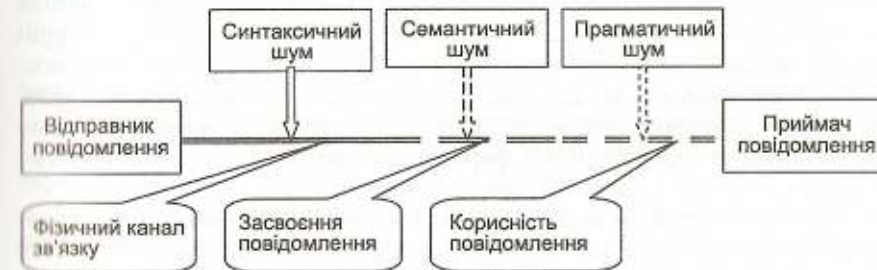 Синтаксичний
шум
Семантичний
шум
Прагматичний
шум
Відправник
повідомлення
Приймач
повідомлення
Фізичний канал
зв'язку
Засвоєння
повідомлення
Корисність
повідомлення